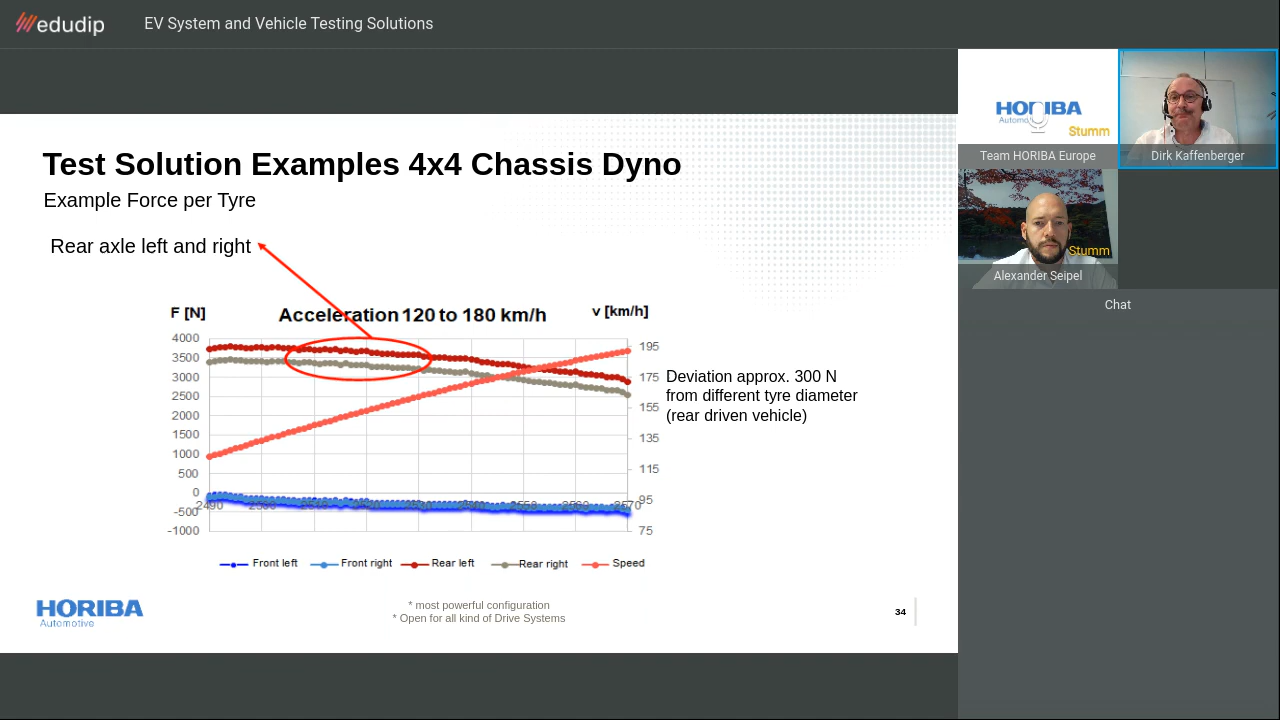 edudip
EV System and Vehicle Testing Solutions
HORIBA
Automo
Stumm
Team HORIBA Europe
Dirk Kaffenberger
Stumm
Alexander Seipel
Chat
Test Solution Examples 4x4 Chassis Dyno
Example Force per Tyre
Rear axle left and right
F [N]
Acceleration 120 to 180 km/h
v [km/h]
4000
3500
3000
2500
2000
1500
1000
500
0
-500
-1000
195
175
155
135
115
95
75
2490
2570
Deviation approx. 300 N
from different tyre diameter
(rear driven vehicle)
Front left
Front right
Rear left
Rear right
Speed
HORIBA
Automotive
* most powerful configuration
* Open for all kind of Drive Systems
34